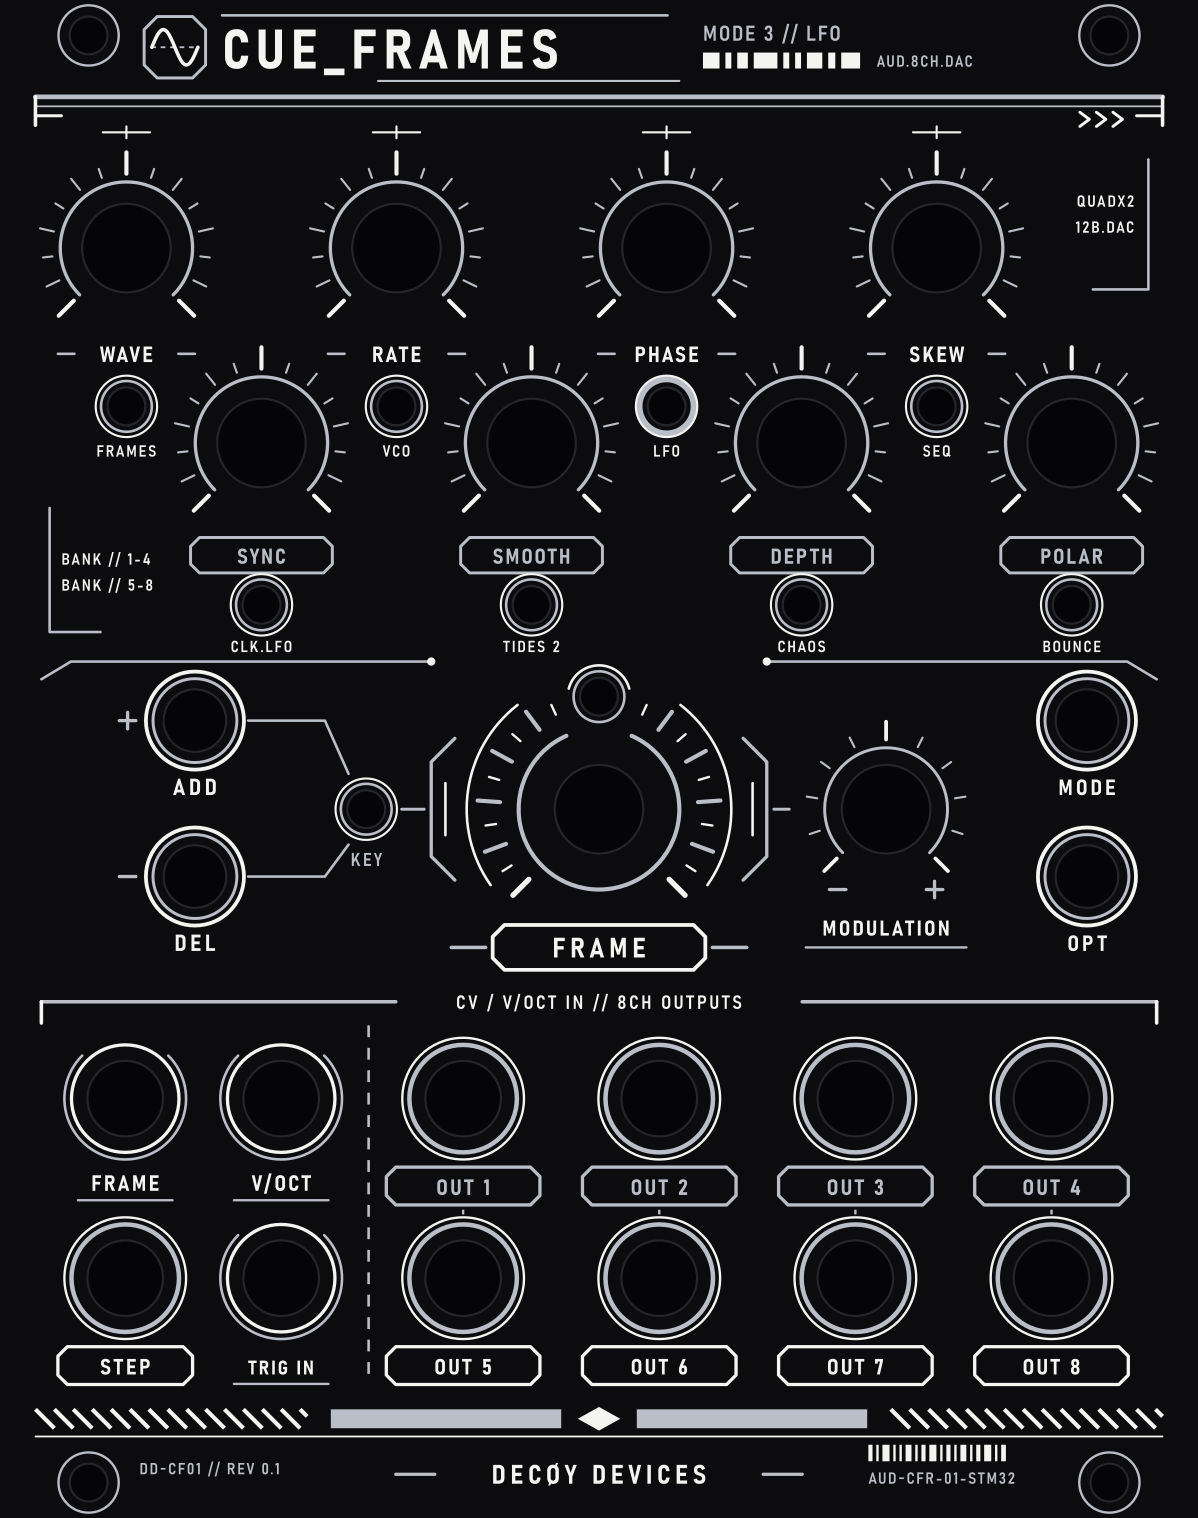 CUE_FRAMES
MODE 3 // LFO
AUD.8CH.DAC
QUADX2
12B.DAC
WAVE
RATE
PHASE
SKEW
FRAMES
VCO
LFO
SEQ
BANK // 1-4
BANK // 5-8
SYNC
SMOOTH
DEPTH
POLAR
CLK.LFO
TIDES 2
CHAOS
BOUNCE
+
ADD
MODE
KEY
−
DEL
− +
MODULATION
OPT
FRAME
CV / V/OCT IN // 8CH OUTPUTS
FRAME
V/OCT
OUT 1
OUT 2
OUT 3
OUT 4
STEP
TRIG IN
OUT 5
OUT 6
OUT 7
OUT 8
DD-CF01 // REV 0.1
DECØY DEVICES
AUD-CFR-01-STM32